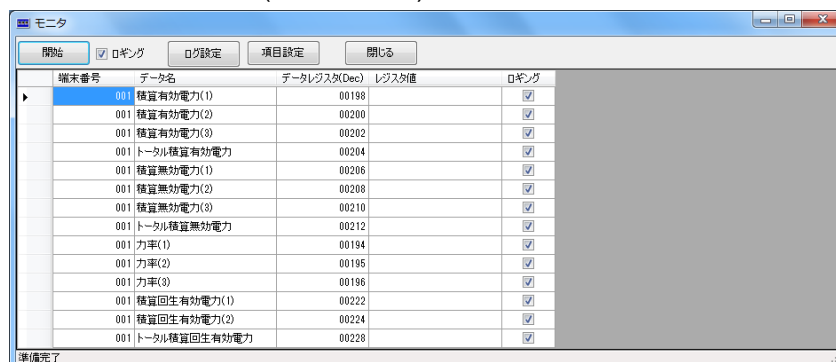 モニタ
開始 ロギング ログ設定 項目設定 閉じる
端末番号 データ名 データレジスタ(Dec) レジスタ値 ロギング
001 積算有効電力(1) 00198
001 積算有効電力(2) 00200
001 積算有効電力(3) 00202
001 トータル積算有効電力 00204
001 積算無効電力(1) 00206
001 積算無効電力(2) 00208
001 積算無効電力(3) 00210
001 トータル積算無効電力 00212
001 力率(1) 00194
001 力率(2) 00195
001 力率(3) 00196
001 積算回生有効電力(1) 00222
001 積算回生有効電力(2) 00224
001 トータル積算回生有効電力 00228
準備完了